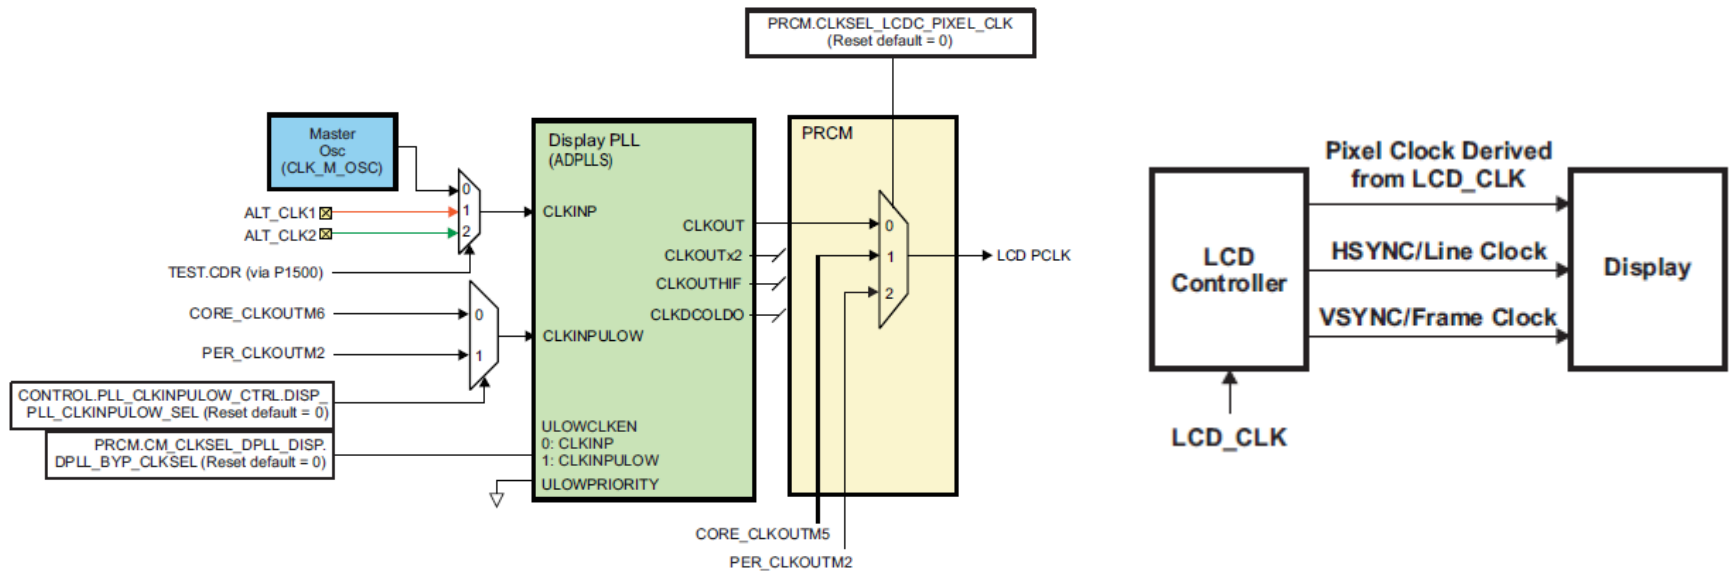 PRCM.CLKSEL_LCDC_PIXEL_CLK
(Reset default = 0)
Master
Osc
(CLK_M_OSC)
ALT_CLK1
ALT_CLK2
TEST.CDR (via P1500)
0
1
2
CORE_CLKOUTM6
PER_CLKOUTM2
0
1
CONTROL.PLL_CLKINPULOW_CTRL.DISP_
PLL_CLKINPULOW_SEL (Reset default = 0)
PRCM.CM_CLKSEL_DPLL_DISP.
DPLL_BYP_CLKSEL (Reset default = 0)
Display PLL
(ADPLLS)
CLKINP
CLKOUT
CLKOUTx2
CLKOUTHIF
CLKDCOLDO
CLKINPULOW
ULOWCLKEN
0: CLKINP
1: CLKINPULOW
ULOWPRIORITY
PRCM
0
1
2
LCD PCLK
CORE_CLKOUTM5
PER_CLKOUTM2
LCD
Controller
Pixel Clock Derived
from LCD_CLK
HSYNC/Line Clock
VSYNC/Frame Clock
Display
LCD_CLK